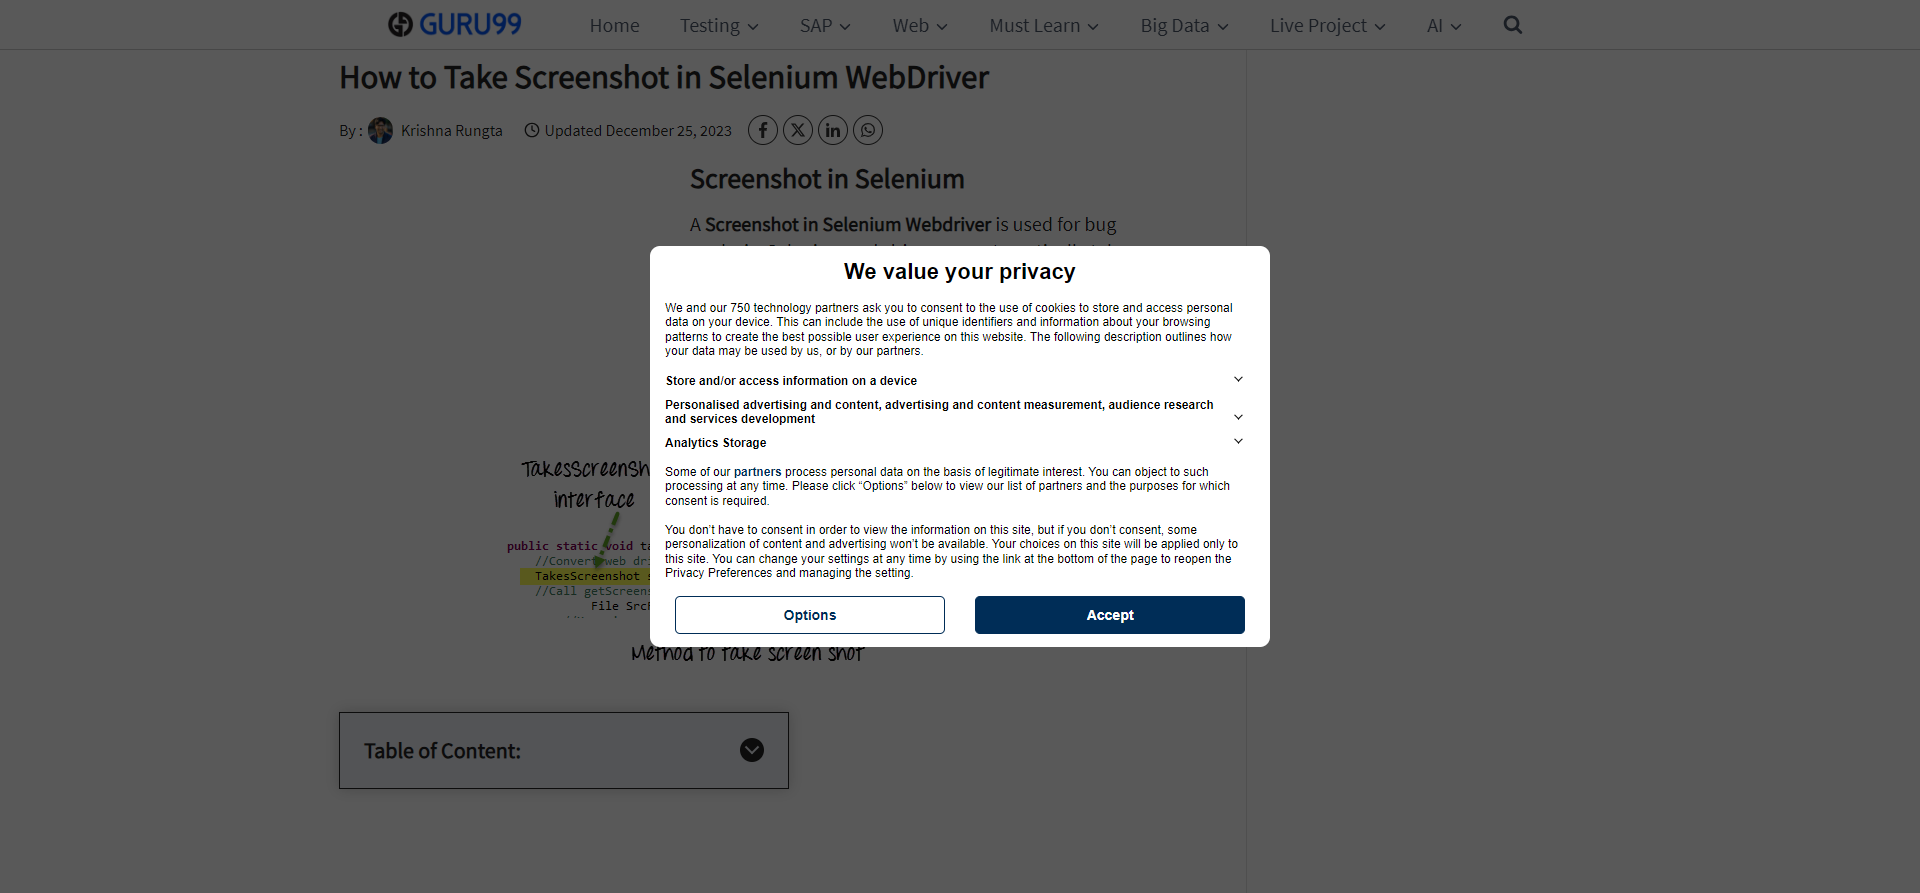 GURU99 Home Testing SAP Web Must Learn Big Data Live Project AI
How to Take Screenshot in Selenium WebDriver
By : Krishna Rungta Updated December 25, 2023
Screenshot in Selenium
A Screenshot in Selenium Webdriver is used for bug
We value your privacy
We and our 750 technology partners ask you to consent to the use of cookies to store and access personal
data on your device. This can include the use of unique identifiers and information about your browsing
patterns to create the best possible user experience on this website. The following description outlines how
your data may be used by us, or by our partners.
Store and/or access information on a device
Personalised advertising and content, advertising and content measurement, audience research
and services development
Analytics Storage
Some of our partners process personal data on the basis of legitimate interest. You can object to such
processing at any time. Please click “Options” below to view our list of partners and the purposes for which
consent is required.
You don’t have to consent in order to view the information on this site, but if you don’t consent, some
personalization of content and advertising won’t be available. Your choices on this site will be applied only to
this site. You can change your settings at any time by using the link at the bottom of the page to reopen the
Privacy Preferences and managing the setting.
Options Accept
TakesScreensh
interface
public static void ta
//Convert web dri
TakesScreenshot s
//Call getScreens
File SrcF
Method to take screen shot
Table of Content: